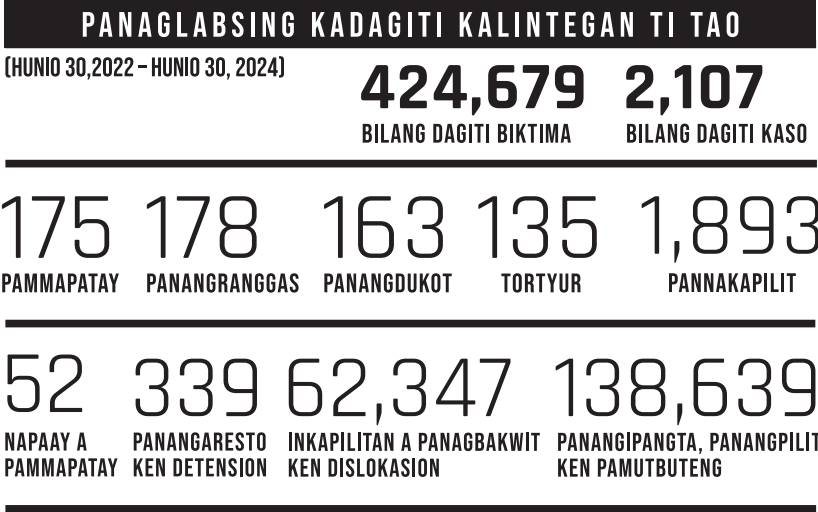 PANAGLABSING KADAGITI KALINTEGAN TI TAO
(HUNIO 30,2022 – HUNIO 30, 2024)
424,679 2,107
BILANG DAGITI BIKTIMA BILANG DAGITI KASO
175 178 163 135 1,893
PAMMAPATAY PANANGRANGGAS PANANGDUKOT TORTYUR PANNAKAPILIT
52 339 62,347 138,639
NAPAAY A PANANGARESTO INKAPILITAN A PANAGBAKWIT PANANGIPANGTA, PANANGPILIT
PAMMAPATAY KEN DETENSION KEN DISLOKASION KEN PAMUTBUTENG